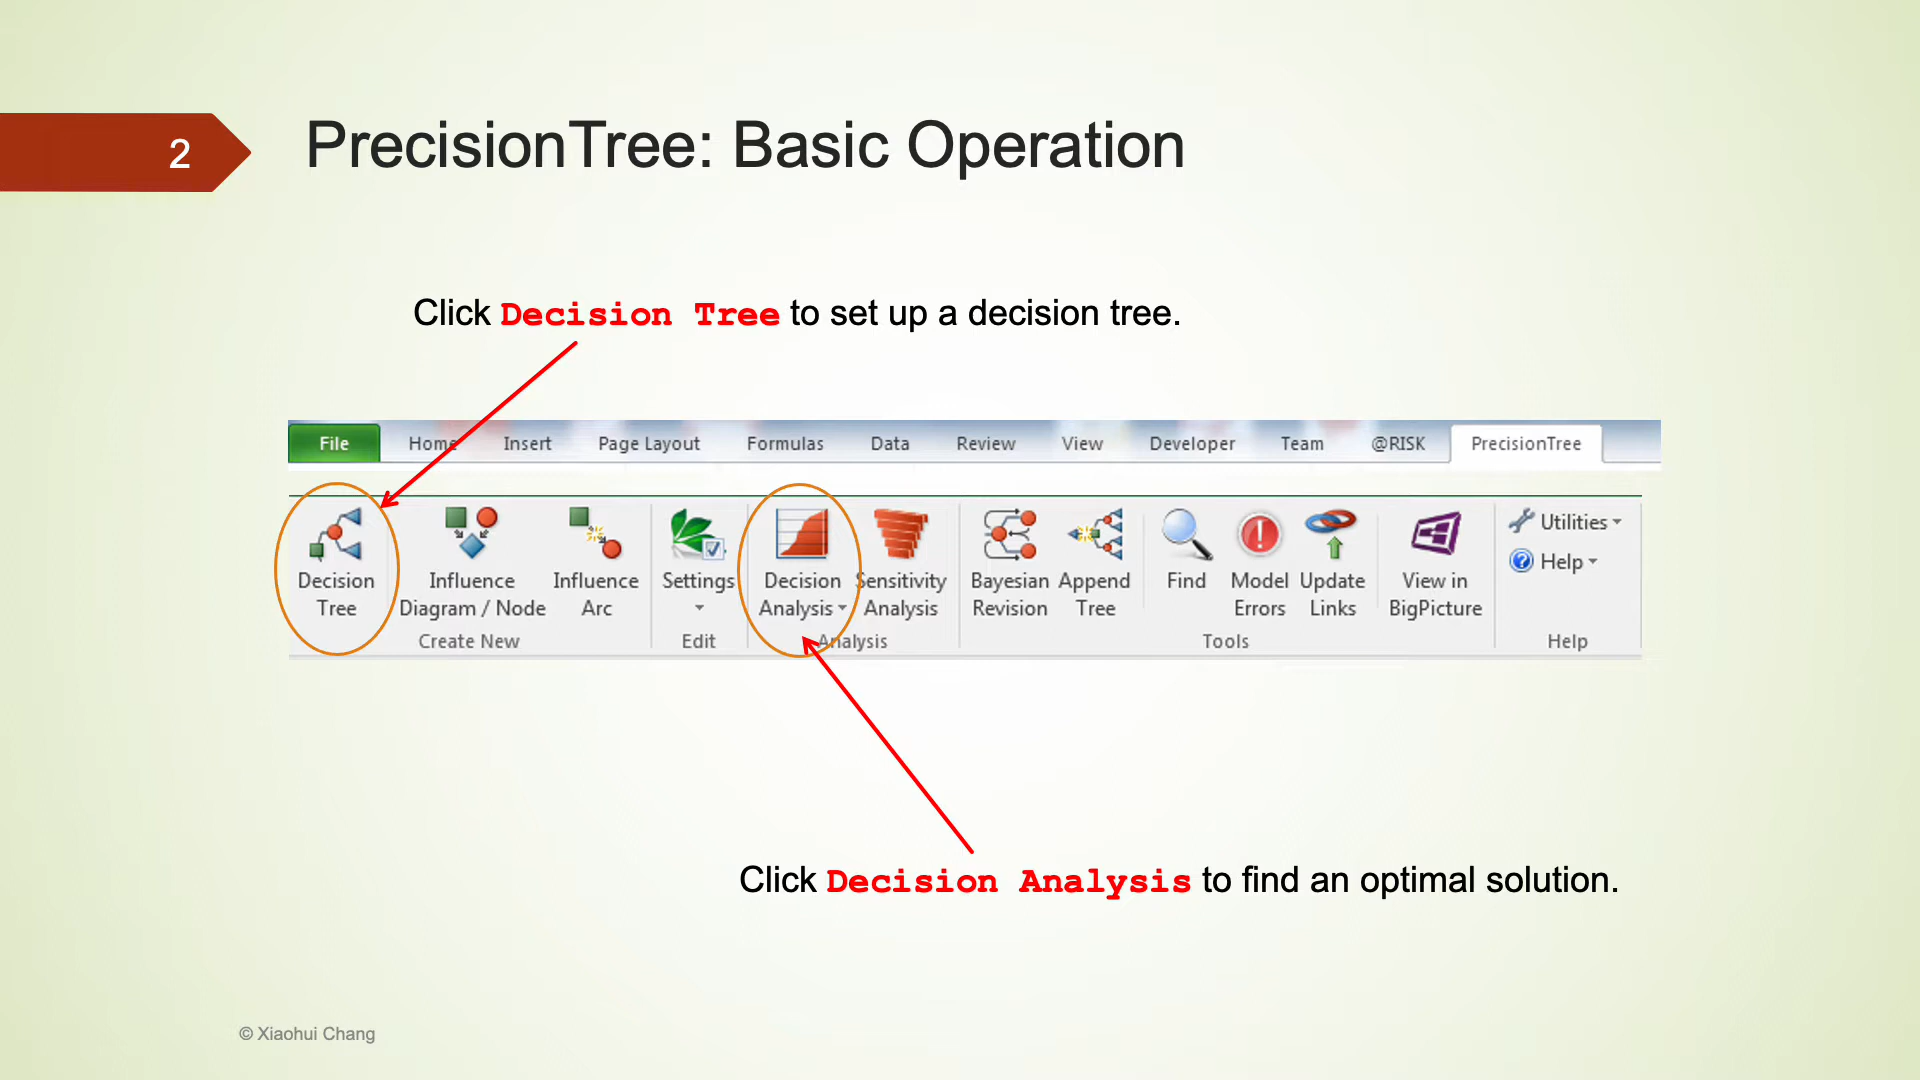 2
PrecisionTree: Basic Operation
Click Decision Tree to set up a decision tree.
File Home Insert Page Layout Formulas Data Review View Developer Team @RISK PrecisionTree
Decision Tree
Influence Diagram / Node
Influence Arc
Create New
Settings
Edit
Decision Analysis
Sensitivity Analysis
Analysis
Bayesian Revision
Append Tree
Find
Model Errors
Update Links
View in BigPicture
Tools
Utilities
Help
Help
Click Decision Analysis to find an optimal solution.
© Xiaohui Chang